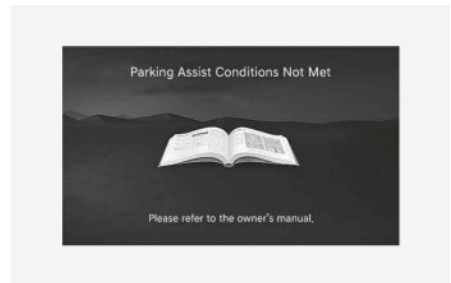 Parking Assist Conditions Not Met
Please refer to the owner's manual.